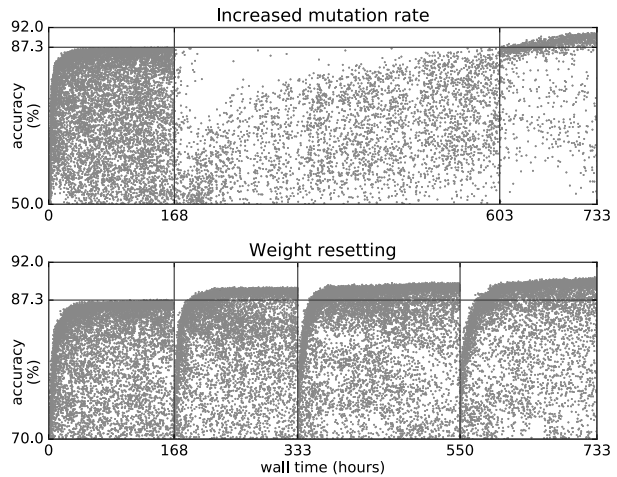 Increased mutation rate
92.0
87.3
accuracy
(%)
50.0
0 168 603 733
Weight resetting
92.0
87.3
accuracy
(%)
70.0
0 168 333 550 733
wall time (hours)